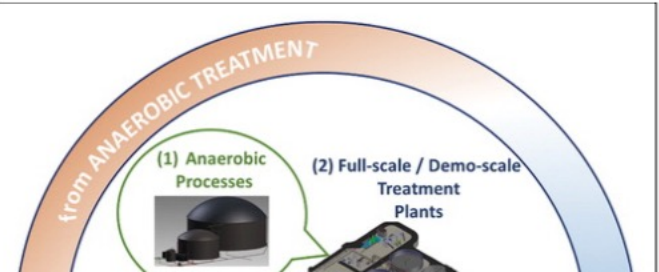 from ANAEROBIC TREATMENT
(1) Anaerobic
Processes
(2) Full-scale / Demo-scale
Treatment
Plants